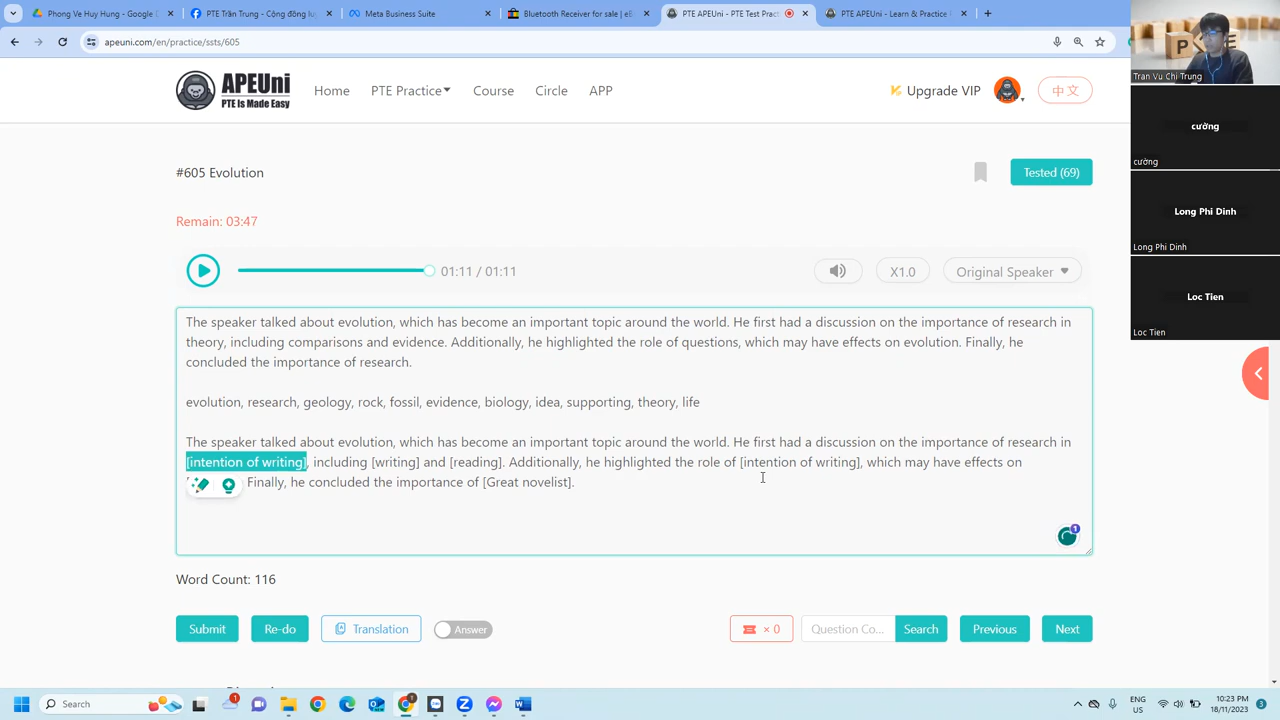 Phong Ve Huy Hung - Google D
PTE Trần Trung - Cộng đồng lu
Meta Business Suite
Bluetooth Receiver for sale | eB
PTE APEUni - PTE Test Pract
PTE APEUni - Learn & Practice
apeuni.com/en/practice/ssts/605
APEUni
PTE Is Made Easy
Home
PTE Practice
Course
Circle
APP
Upgrade VIP
中文
Tran Vu Chi Trung
cường
cường
Long Phi Dinh
Long Phi Dinh
Loc Tien
Loc Tien
#605 Evolution
Tested (69)
Remain: 03:47
01:11 / 01:11
X1.0
Original Speaker
The speaker talked about evolution, which has become an important topic around the world. He first had a discussion on the importance of research in
theory, including comparisons and evidence. Additionally, he highlighted the role of questions, which may have effects on evolution. Finally, he
concluded the importance of research.
evolution, research, geology, rock, fossil, evidence, biology, idea, supporting, theory, life
The speaker talked about evolution, which has become an important topic around the world. He first had a discussion on the importance of research in
[intention of writing], including [writing] and [reading]. Additionally, he highlighted the role of [intention of writing], which may have effects on
Finally, he concluded the importance of [Great novelist].
1
Word Count: 116
Submit
Re-do
Translation
Answer
× 0
Question Co...
Search
Previous
Next
Search
1
1
ENG
US
10:23 PM
18/11/2023
3